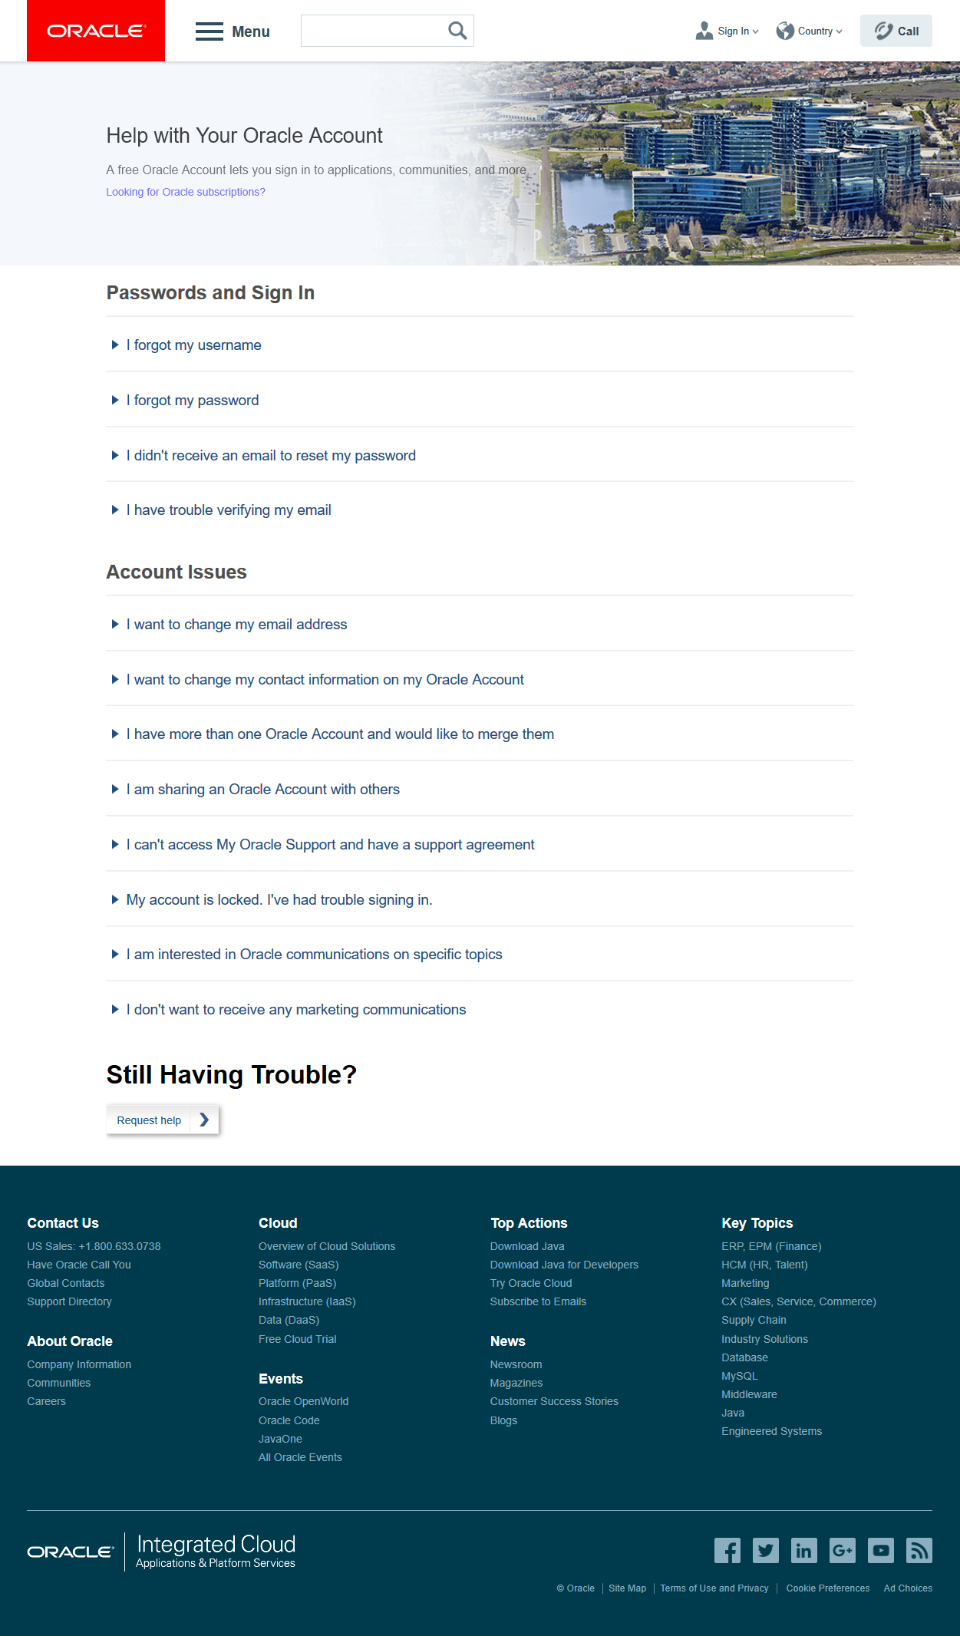 ORACLE
Menu
Sign In
Country
Call
Help with Your Oracle Account
A free Oracle Account lets you sign in to applications, communities, and more.
Looking for Oracle subscriptions?
Passwords and Sign In
I forgot my username
I forgot my password
I didn't receive an email to reset my password
I have trouble verifying my email
Account Issues
I want to change my email address
I want to change my contact information on my Oracle Account
I have more than one Oracle Account and would like to merge them
I am sharing an Oracle Account with others
I can't access My Oracle Support and have a support agreement
My account is locked. I've had trouble signing in.
I am interested in Oracle communications on specific topics
I don't want to receive any marketing communications
Still Having Trouble?
Request help
Contact Us
US Sales: +1.800.633.0738
Have Oracle Call You
Global Contacts
Support Directory
About Oracle
Company Information
Communities
Careers
Cloud
Overview of Cloud Solutions
Software (SaaS)
Platform (PaaS)
Infrastructure (IaaS)
Data (DaaS)
Free Cloud Trial
Events
Oracle OpenWorld
Oracle Code
JavaOne
All Oracle Events
Top Actions
Download Java
Download Java for Developers
Try Oracle Cloud
Subscribe to Emails
News
Newsroom
Magazines
Customer Success Stories
Blogs
Key Topics
ERP, EPM (Finance)
HCM (HR, Talent)
Marketing
CX (Sales, Service, Commerce)
Supply Chain
Industry Solutions
Database
MySQL
Middleware
Java
Engineered Systems
ORACLE
Integrated Cloud
Applications & Platform Services
© Oracle | Site Map | Terms of Use and Privacy | Cookie Preferences Ad Choices